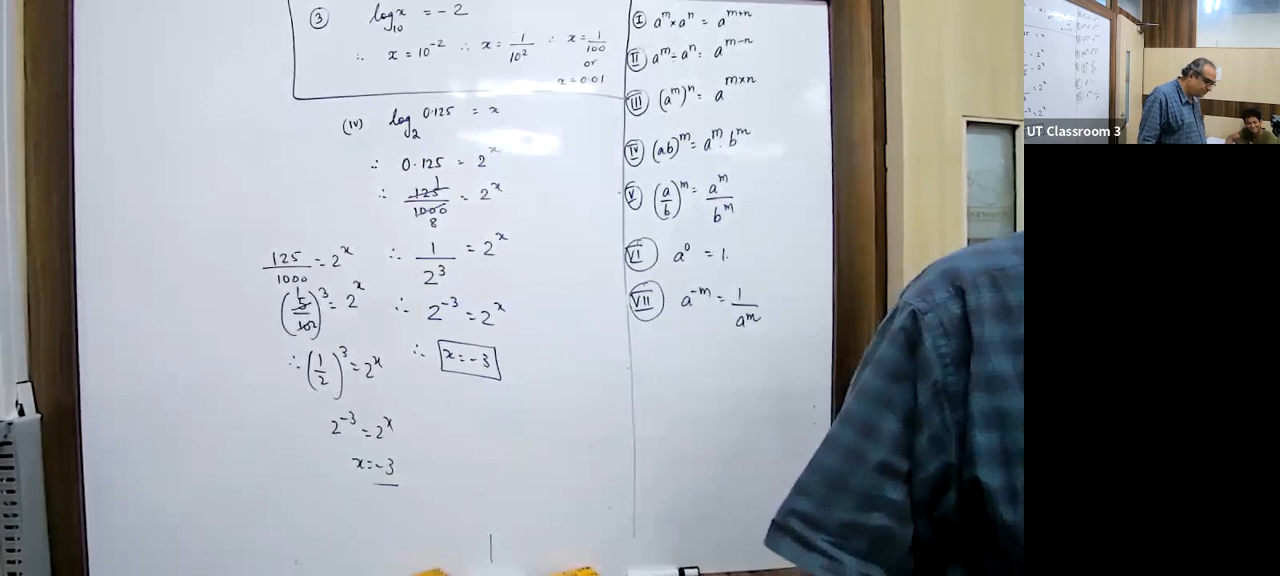 ③ log₁₀ x = -2
∴ x = 10⁻² ∴ x = 1/10² ∴ x = 1/100
or
x = 0.01
(iv) log₂ 0.125 = x
∴ 0.125 = 2ˣ
∴ 125/1000 = 2ˣ
1
8
∴ 1/2³ = 2ˣ
∴ 2⁻³ = 2ˣ
∴ x = -3
125/1000 = 2ˣ
(5/10)³ = 2ˣ
∴ (1/2)³ = 2ˣ
2⁻³ = 2ˣ
x = -3
I aᵐ × aⁿ = aᵐ⁺ⁿ
II aᵐ ÷ aⁿ = aᵐ⁻ⁿ
III (aᵐ)ⁿ = aᵐˣⁿ
IV (ab)ᵐ = aᵐ · bᵐ
V (a/b)ᵐ = aᵐ/bᵐ
VI a⁰ = 1.
VII a⁻ᵐ = 1/aᵐ
UT Classroom 3